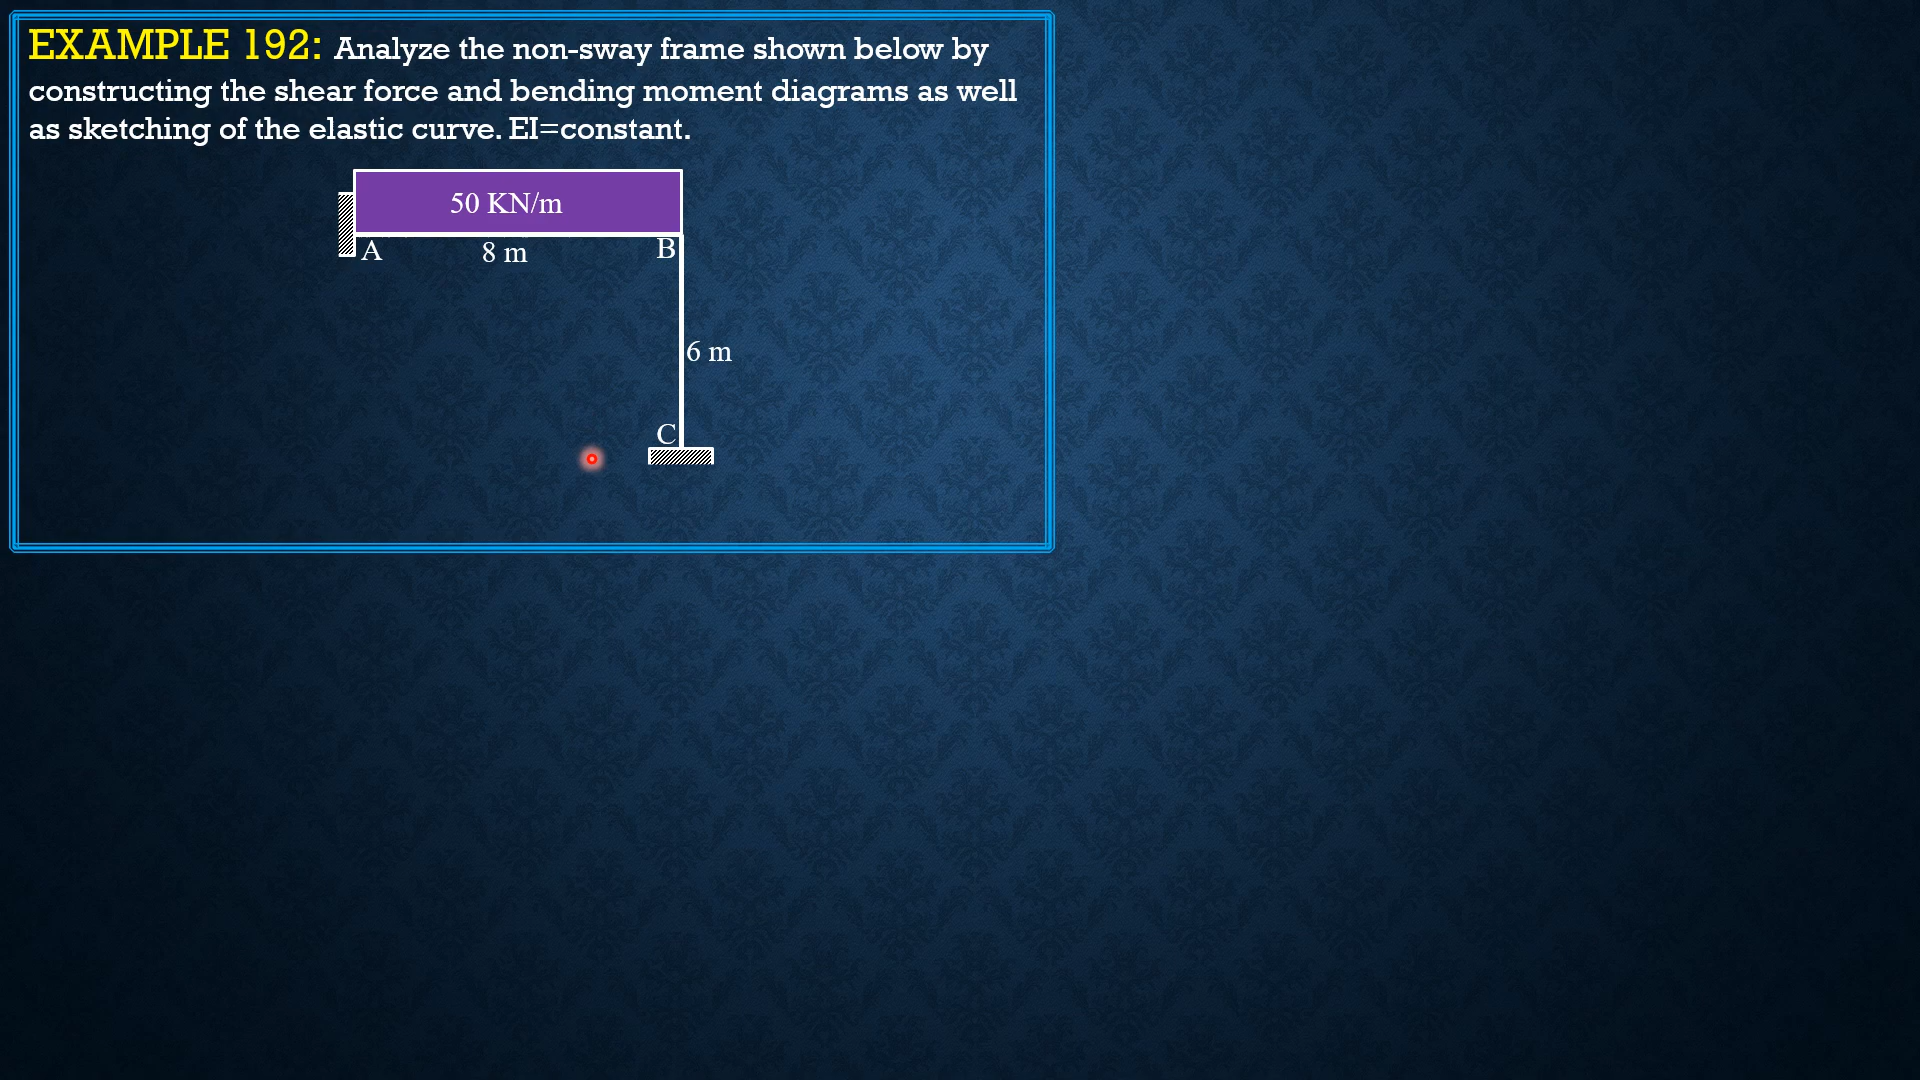 EXAMPLE 192: Analyze the non-sway frame shown below by
constructing the shear force and bending moment diagrams as well
as sketching of the elastic curve. EI=constant.
50 KN/m
A
8 m
B
6 m
C